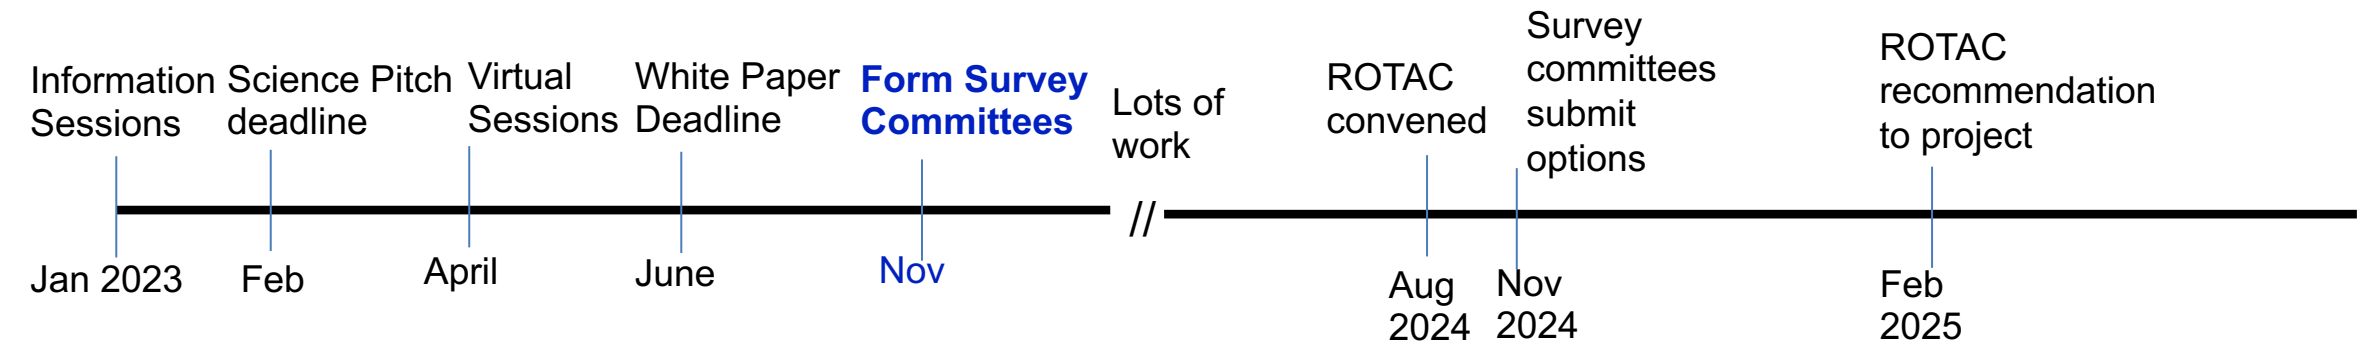 Information
Sessions
Science Pitch
deadline
Virtual
Sessions
White Paper
Deadline
Form Survey
Committees
Lots of
work
ROTAC
convened
Survey
committees
submit
options
ROTAC
recommendation
to project
//
Jan 2023
Feb
April
June
Nov
Aug
2024
Nov
2024
Feb
2025